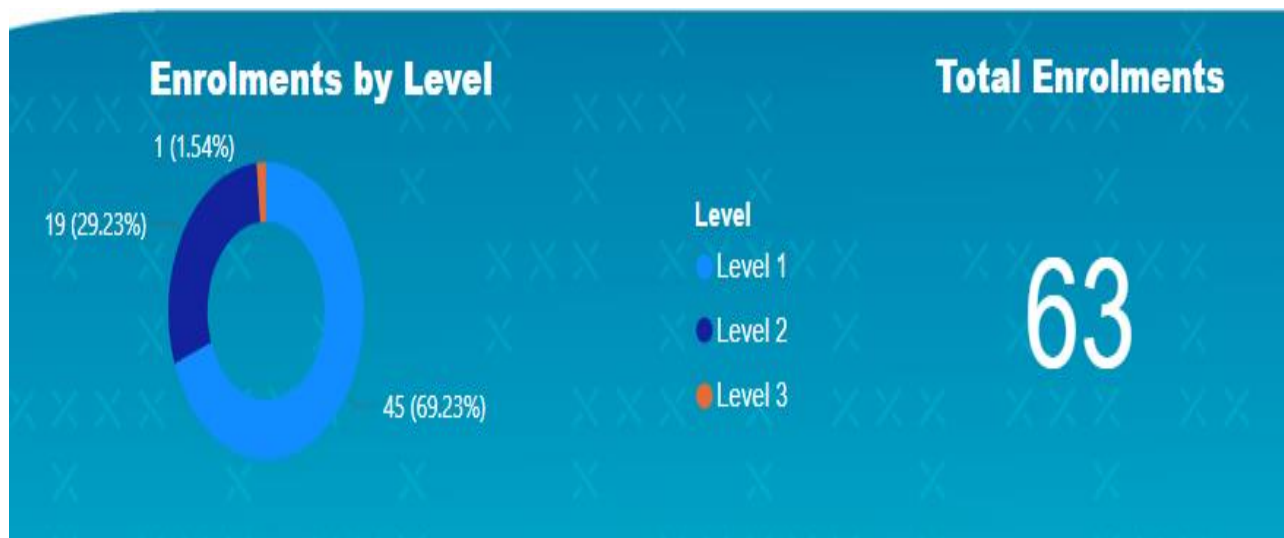 Enrolments by Level
1 (1.54%)
19 (29.23%)
45 (69.23%)
Level
Level 1
Level 2
Level 3
Total Enrolments
63